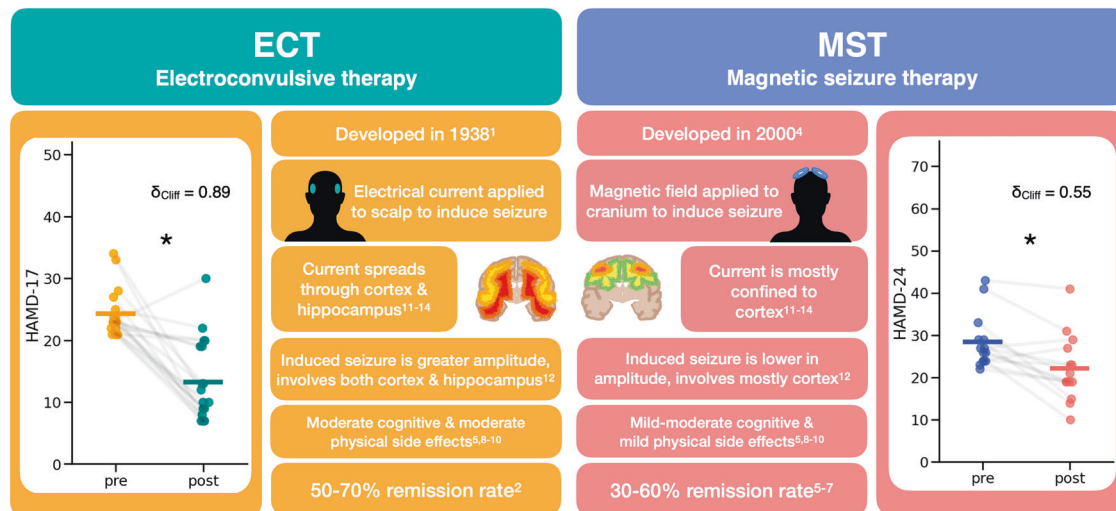 ECT
Electroconvulsive therapy
MST
Magnetic seizure therapy
50
40
30
20
10
0
HAMD-17
δCliff = 0.89
*
pre
post
Developed in 1938¹
Electrical current applied
to scalp to induce seizure
Current spreads
through cortex &
hippocampus¹¹⁻¹⁴
Induced seizure is greater amplitude,
involves both cortex & hippocampus¹²
Moderate cognitive & moderate
physical side effects⁵,⁸⁻¹⁰
50-70% remission rate²
Developed in 2000⁴
Magnetic field applied to
cranium to induce seizure
Current is mostly
confined to
cortex¹¹⁻¹⁴
Induced seizure is lower in
amplitude, involves mostly cortex¹²
Mild-moderate cognitive &
mild physical side effects⁵,⁸⁻¹⁰
30-60% remission rate⁵⁻⁷
70
60
50
40
30
20
10
0
HAMD-24
δCliff = 0.55
*
pre
post